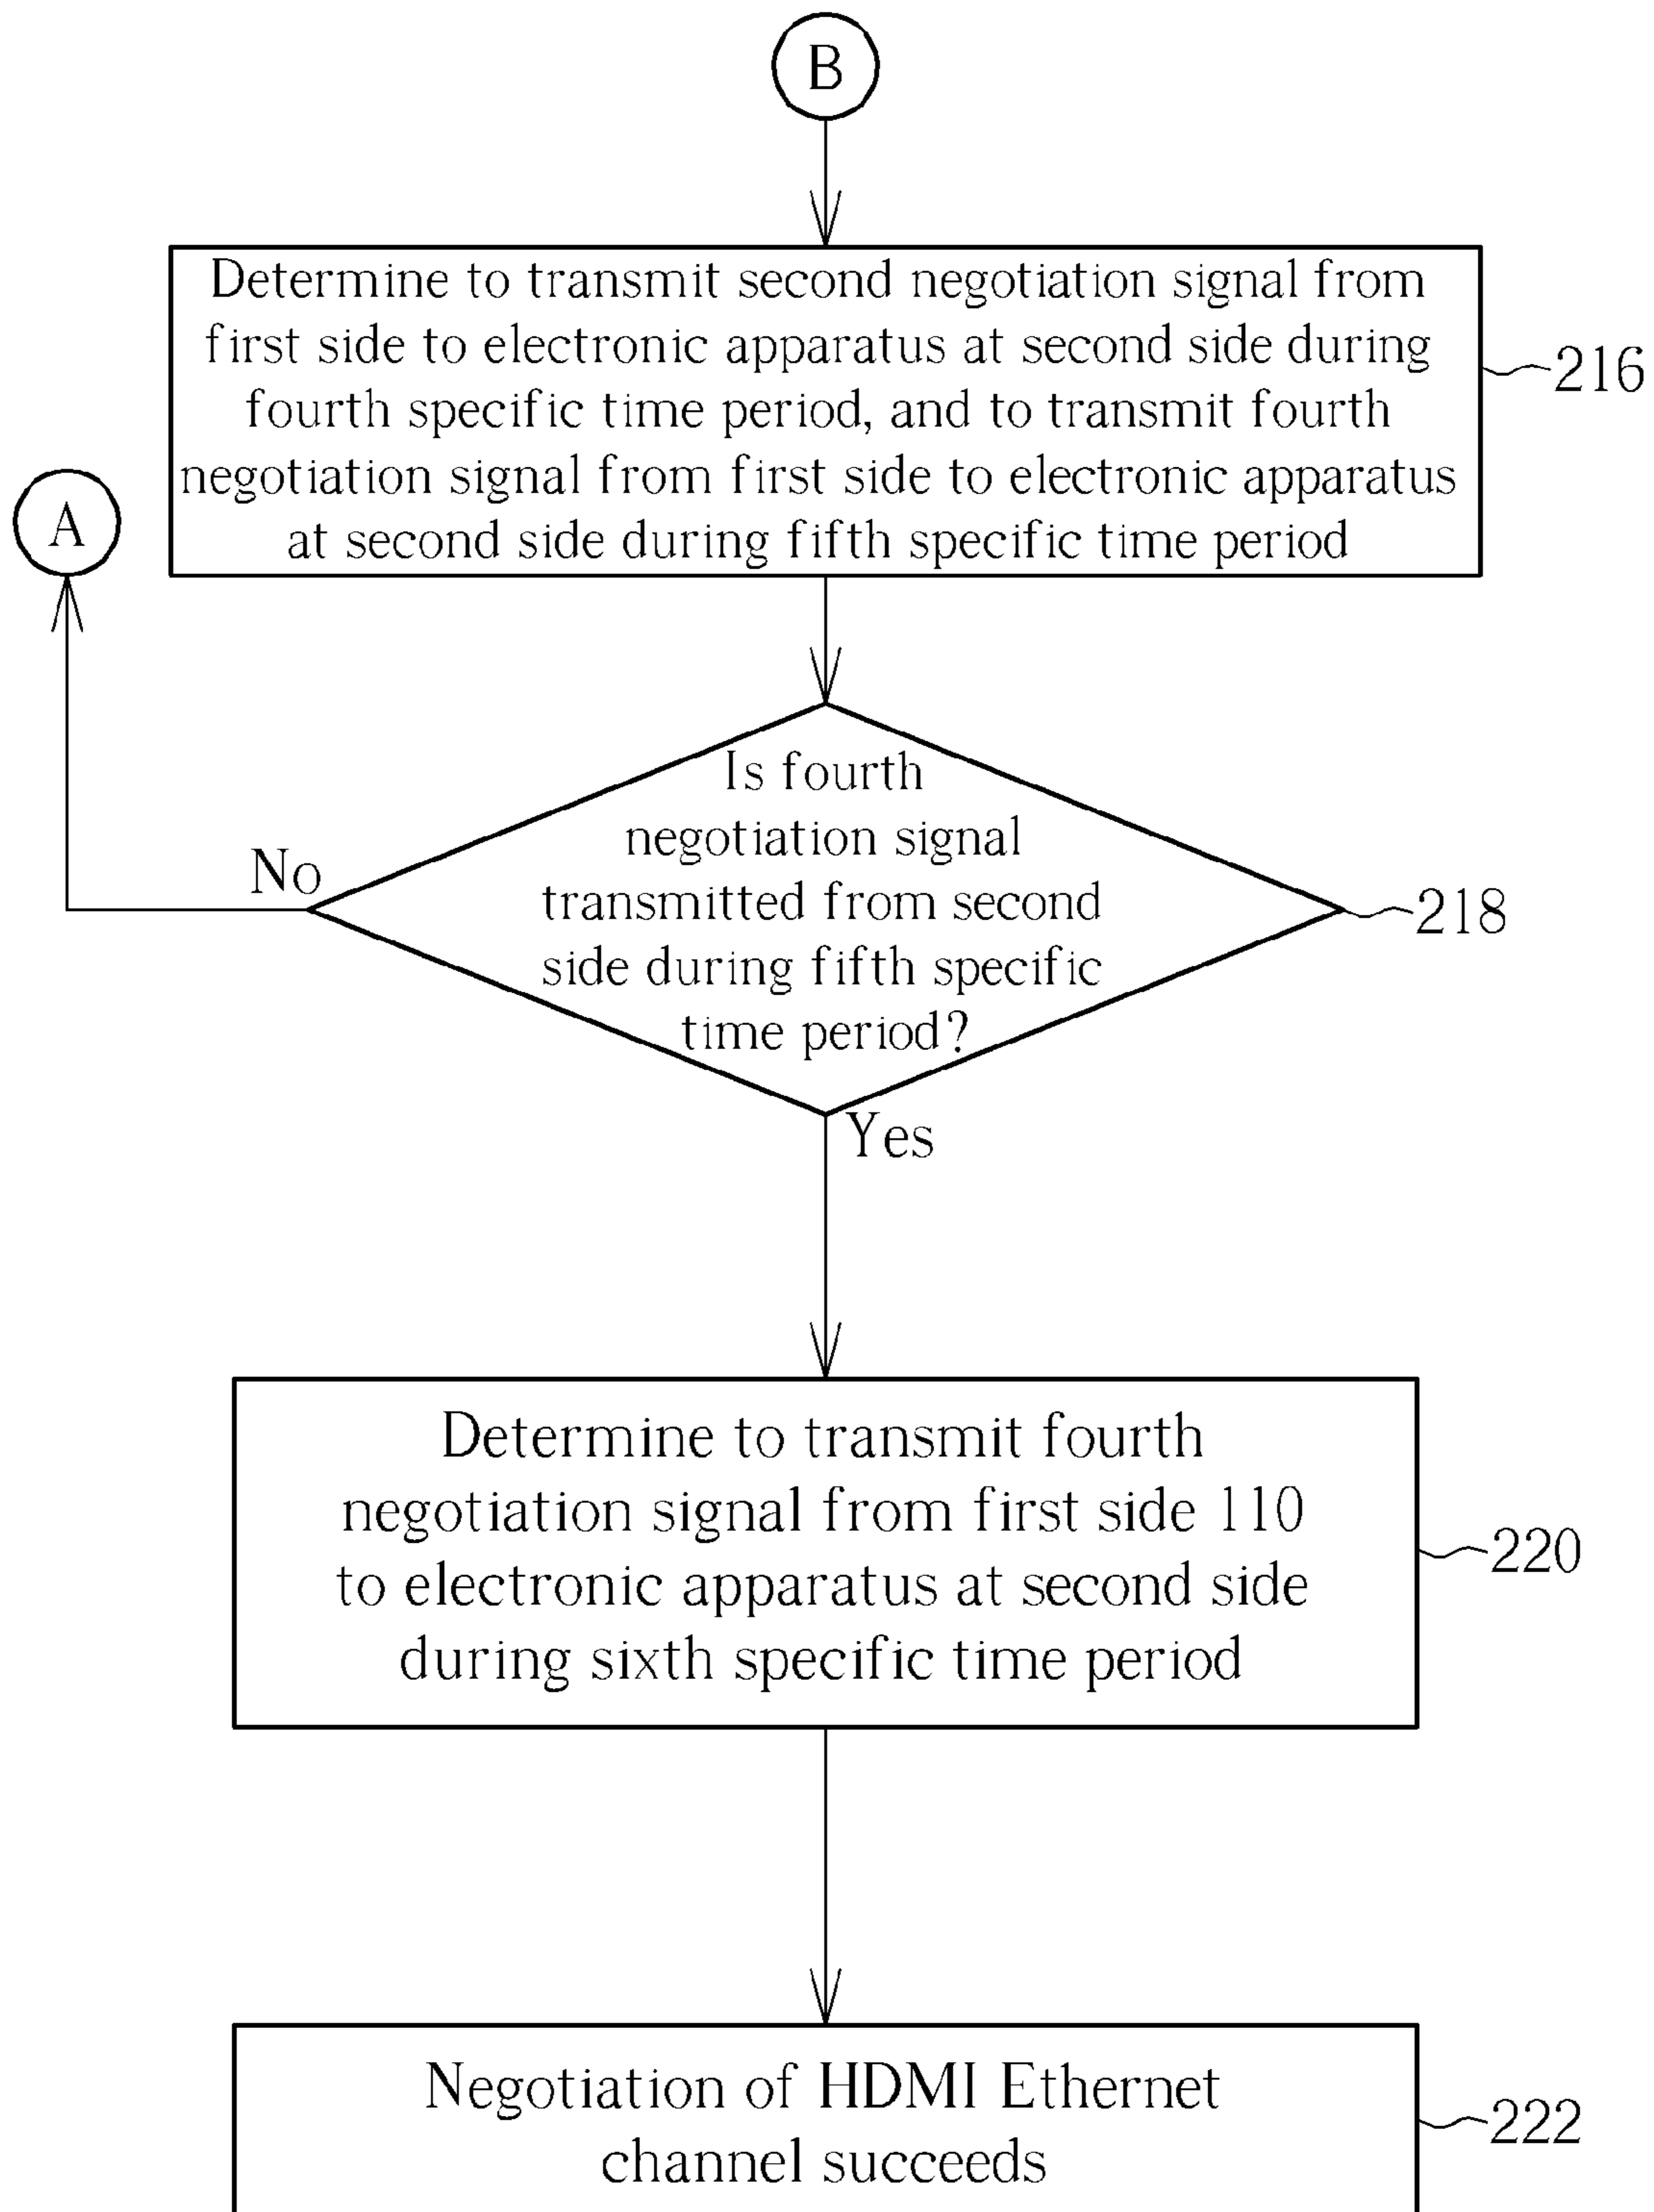 B
Determine to transmit second negotiation signal from
first side to electronic apparatus at second side during
fourth specific time period, and to transmit fourth
negotiation signal from first side to electronic apparatus
at second side during fifth specific time period
216
A
Is fourth
negotiation signal
transmitted from second
side during fifth specific
time period?
No
218
Yes
Determine to transmit fourth
negotiation signal from first side 110
to electronic apparatus at second side
during sixth specific time period
220
Negotiation of HDMI Ethernet
channel succeeds
222